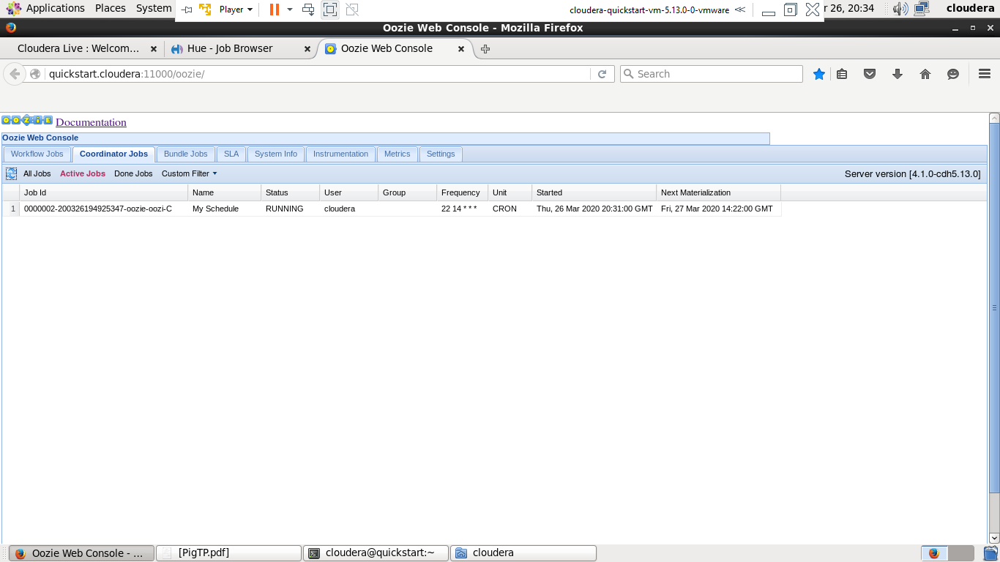 Applications Places System Player cloudera-quickstart-vm-5.13.0-0-vmware << r 26, 20:34 cloudera
Oozie Web Console - Mozilla Firefox
Cloudera Live : Welcom... Hue - Job Browser Oozie Web Console
quickstart.cloudera:11000/oozie/ Search
OOZIE Documentation
Oozie Web Console
Workflow Jobs Coordinator Jobs Bundle Jobs SLA System Info Instrumentation Metrics Settings
All Jobs Active Jobs Done Jobs Custom Filter Server version [4.1.0-cdh5.13.0]
Job Id Name Status User Group Frequency Unit Started Next Materialization
1 0000002-200326194925347-oozie-oozi-C My Schedule RUNNING cloudera 22 14 * * * CRON Thu, 26 Mar 2020 20:31:00 GMT Fri, 27 Mar 2020 14:22:00 GMT
Oozie Web Console - ... [PigTP.pdf] cloudera@quickstart:~ cloudera